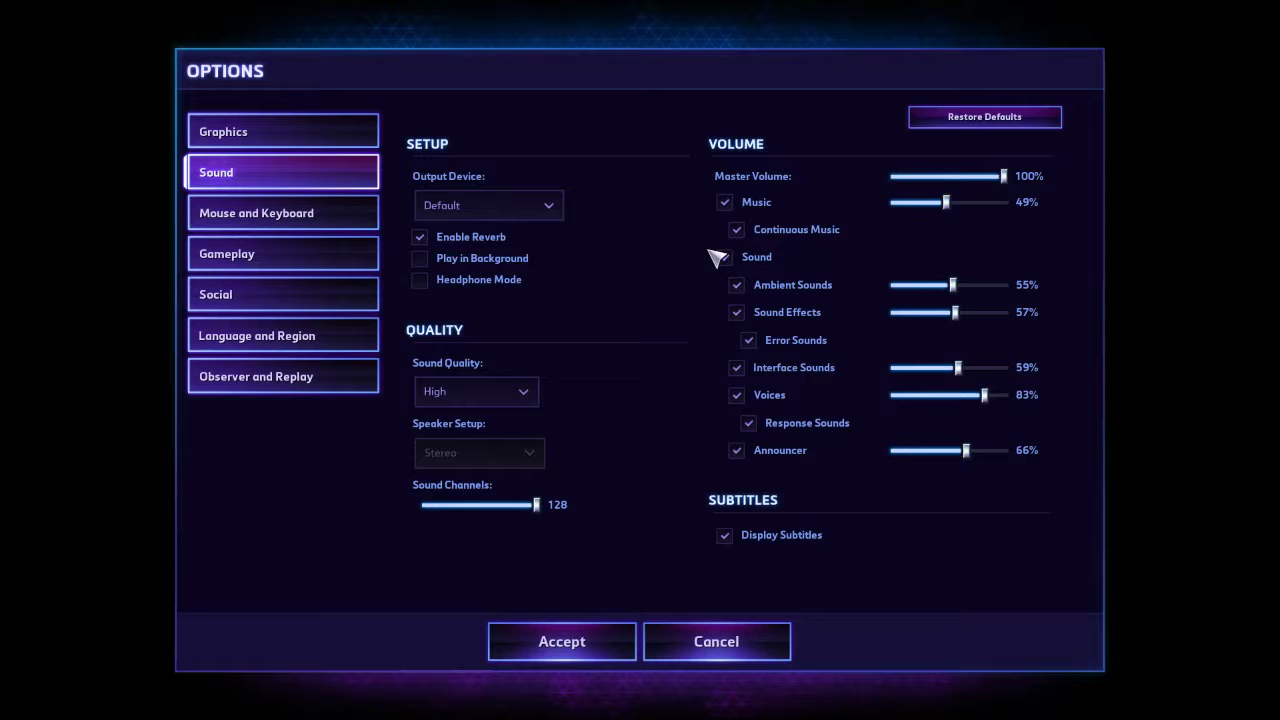 OPTIONS
Restore Defaults
Graphics
Sound
Mouse and Keyboard
Gameplay
Social
Language and Region
Observer and Replay
SETUP
Output Device:
Default
Enable Reverb
Play in Background
Headphone Mode
QUALITY
Sound Quality:
High
Speaker Setup:
Stereo
Sound Channels:
128
VOLUME
Master Volume: 100%
Music 49%
Continuous Music
Sound
Ambient Sounds 55%
Sound Effects 57%
Error Sounds
Interface Sounds 59%
Voices 83%
Response Sounds
Announcer 66%
SUBTITLES
Display Subtitles
Accept
Cancel